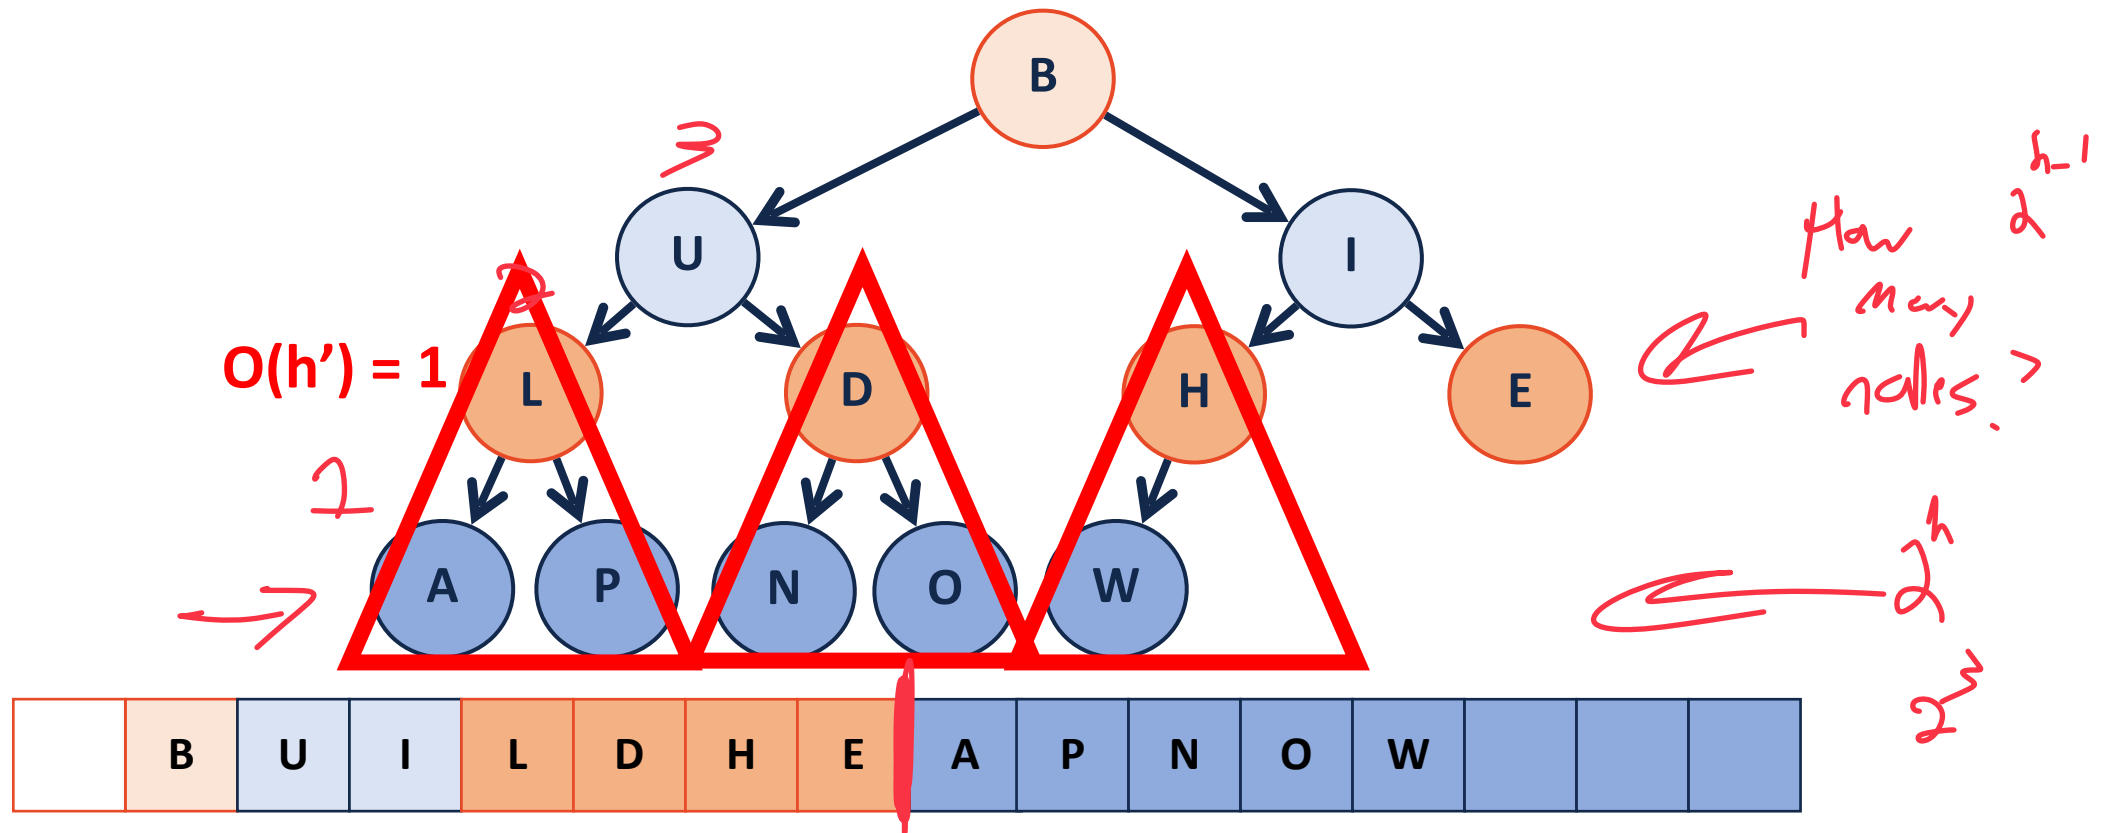 B
3
h-1
2
U
I
How
many
nodes?
2
O(h’) = 1
L
D
H
E
1
A
P
N
O
W
2^h
2^3
B
U
I
L
D
H
E
A
P
N
O
W